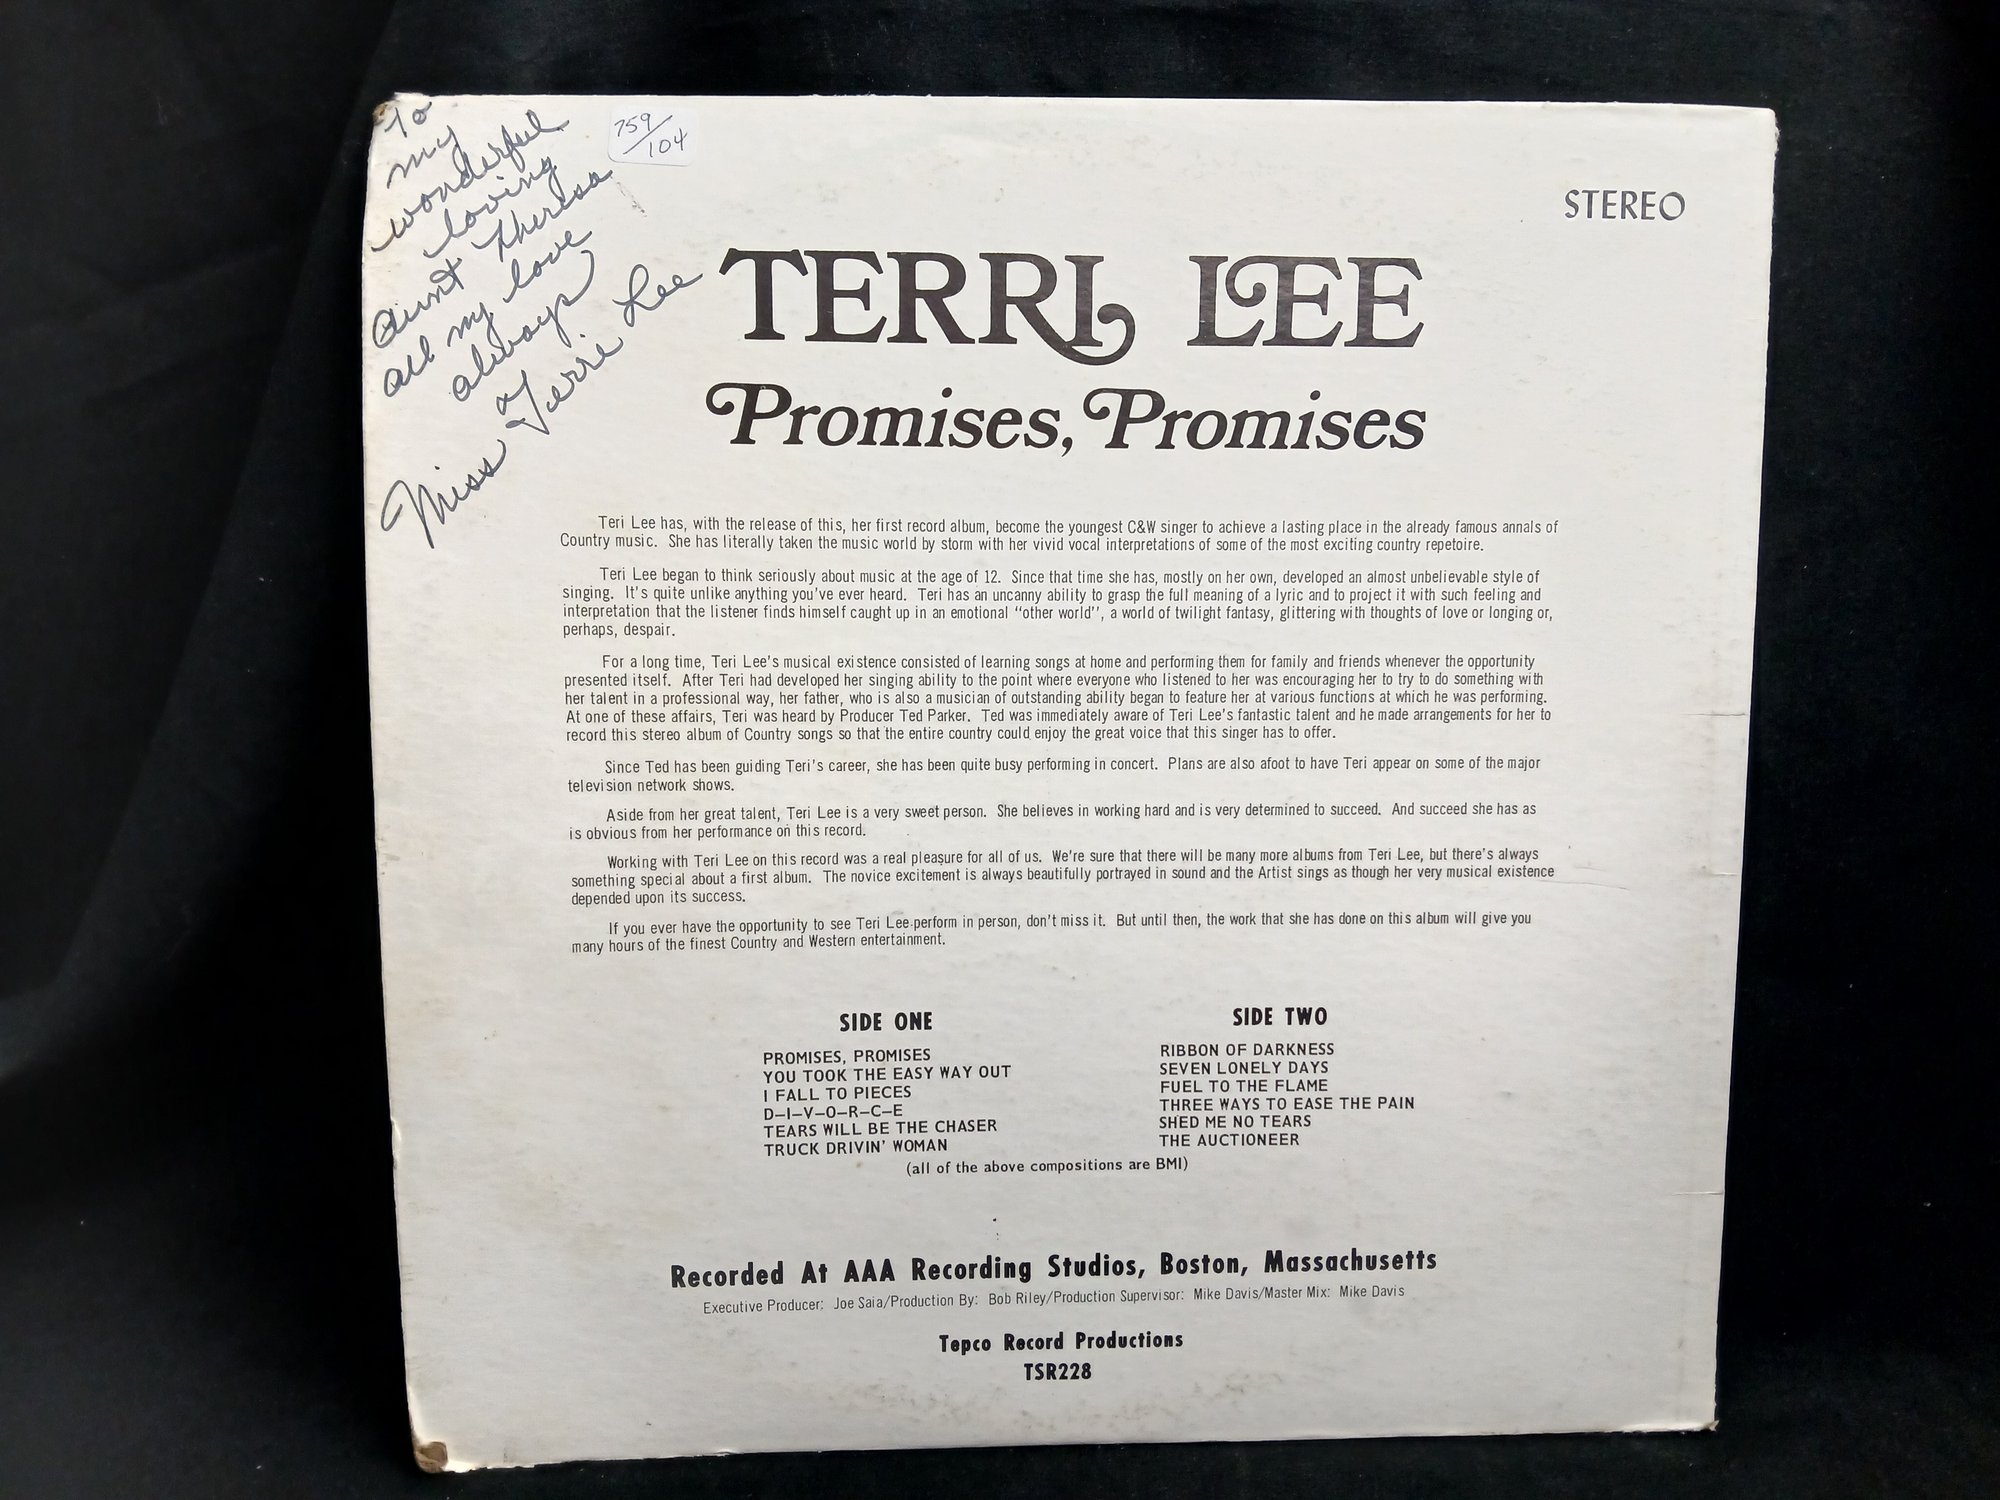 To
my
wonderful
loving
aunt Theresa
all my love
always
Miss Terri Lee
759/104
STEREO
TERRI LEE
Promises, Promises
Teri Lee has, with the release of this, her first record album, become the youngest C&W singer to achieve a lasting place in the already famous annals of
Country music. She has literally taken the music world by storm with her vivid vocal interpretations of some of the most exciting country repetoire.
Teri Lee began to think seriously about music at the age of 12. Since that time she has, mostly on her own, developed an almost unbelievable style of
singing. It's quite unlike anything you've ever heard. Teri has an uncanny ability to grasp the full meaning of a lyric and to project it with such feeling and
interpretation that the listener finds himself caught up in an emotional "other world", a world of twilight fantasy, glittering with thoughts of love or longing or,
perhaps, despair.
For a long time, Teri Lee's musical existence consisted of learning songs at home and performing them for family and friends whenever the opportunity
presented itself. After Teri had developed her singing ability to the point where everyone who listened to her was encouraging her to try to do something with
her talent in a professional way, her father, who is also a musician of outstanding ability began to feature her at various functions at which he was performing.
At one of these affairs, Teri was heard by Producer Ted Parker. Ted was immediately aware of Teri Lee's fantastic talent and he made arrangements for her to
record this stereo album of Country songs so that the entire country could enjoy the great voice that this singer has to offer.
Since Ted has been guiding Teri's career, she has been quite busy performing in concert. Plans are also afoot to have Teri appear on some of the major
television network shows.
Aside from her great talent, Teri Lee is a very sweet person. She believes in working hard and is very determined to succeed. And succeed she has as
is obvious from her performance on this record.
Working with Teri Lee on this record was a real pleasure for all of us. We're sure that there will be many more albums from Teri Lee, but there's always
something special about a first album. The novice excitement is always beautifully portrayed in sound and the Artist sings as though her very musical existence
depended upon its success.
If you ever have the opportunity to see Teri Lee perform in person, don't miss it. But until then, the work that she has done on this album will give you
many hours of the finest Country and Western entertainment.
SIDE ONE
PROMISES, PROMISES
YOU TOOK THE EASY WAY OUT
I FALL TO PIECES
D-I-V-O-R-C-E
TEARS WILL BE THE CHASER
TRUCK DRIVIN' WOMAN
SIDE TWO
RIBBON OF DARKNESS
SEVEN LONELY DAYS
FUEL TO THE FLAME
THREE WAYS TO EASE THE PAIN
SHED ME NO TEARS
THE AUCTIONEER
(all of the above compositions are BMI)
Recorded At AAA Recording Studios, Boston, Massachusetts
Executive Producer: Joe Saia/Production By: Bob Riley/Production Supervisor: Mike Davis/Master Mix: Mike Davis
Tepco Record Productions
TSR228